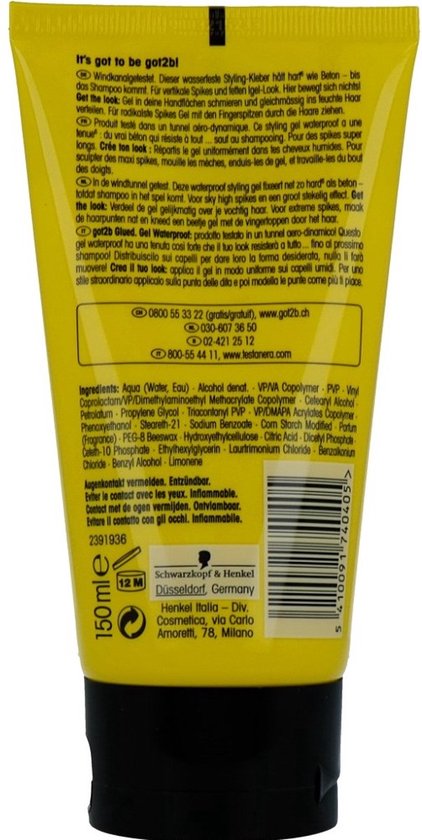 It's got to be got2b!
DE Windkanalgetestet. Dieser wasserfeste Styling-Kleber hält hart° wie Beton – bis
das Shampoo kommt. Für vertikale Spikes und fetten Igel-Look. Hier bewegt sich nichts!
Get the look: Gel in deine Handflächen schmieren und gleichmässig ins feuchte Haar
verteilen. Für radikalste Spikes Gel mit den Fingerspitzen durch die Haare ziehen.
FR Produit testé dans un tunnel aéro-dynamique. Ce styling gel waterproof a une
tenue° : du vrai béton qui résiste à tout ... sauf au shampooing. Pour des spikes super
longs. Crée ton look : Répartis le gel uniformément dans tes cheveux humides. Pour
sculpter des maxi spikes, mouille les mèches, enduis-les de gel, et travailles-les du bout
des doigts.
NL In de windtunnel getest. Deze waterproof styling gel fixeert net zo hard° als beton –
totdat shampoo in het spel komt. Voor sky high spikes en een groot stekeleffect. Get
the look: Verdeel de gel gelijkmatig over je vochtig haar. Voor extreme spikes, maak
de haarpunten nat en kneed een beetje gel met de vingertoppen door het haar.
IT got2b Glued. Gel Waterproof: prodotto testato in un tunnel aero-dinamico! Questo
gel waterproof ha una tenuta così forte che il tuo look resisterà a tutto... fino al prossimo
shampoo! Distribuiscilo sui capelli per dare loro la forma desiderata, nulla li farà
muovere! Crea il tuo look: applica il gel in modo uniforme sui capelli umidi. Per uno
stile straordinario applicalo sulla punta delle dita e poi modella le punte come più ti piace.
CH 0800 55 33 22 (gratis/gratuit), www.got2b.ch
NL 030-607 36 50
BE 02-421 25 12
IT 800-55 44 11, www.testanera.com
Ingredients: Aqua (Water, Eau) • Alcohol denat. • VP/VA Copolymer • PVP • Vinyl
Caprolactam/VP/Dimethylaminoethyl Methacrylate Copolymer • Cetearyl Alcohol •
Petrolatum • Propylene Glycol • Triacontanyl PVP • VP/DMAPA Acrylates Copolymer •
Phenoxyethanol • Steareth-21 • Sodium Benzoate • Corn Starch Modified • Parfum
(Fragrance) • PEG-8 Beeswax • Hydroxyethylcellulose • Citric Acid • Dicetyl Phosphate •
Ceteth-10 Phosphate • Ethylhexylglycerin • Laurtrimonium Chloride • Benzalkonium
Chloride • Benzyl Alcohol • Limonene
Augenkontakt vermeiden. Entzündbar.
Eviter le contact avec les yeux. Inflammable.
Contact met de ogen vermijden. Ontvlambaar.
Evitare il contatto con gli occhi. Infiammabile.
2391936
150 ml e
12 M
Schwarzkopf & Henkel
Düsseldorf, Germany
Henkel Italia – Div.
Cosmetica, via Carlo
Amoretti, 78, Milano
5 410091 740405 >